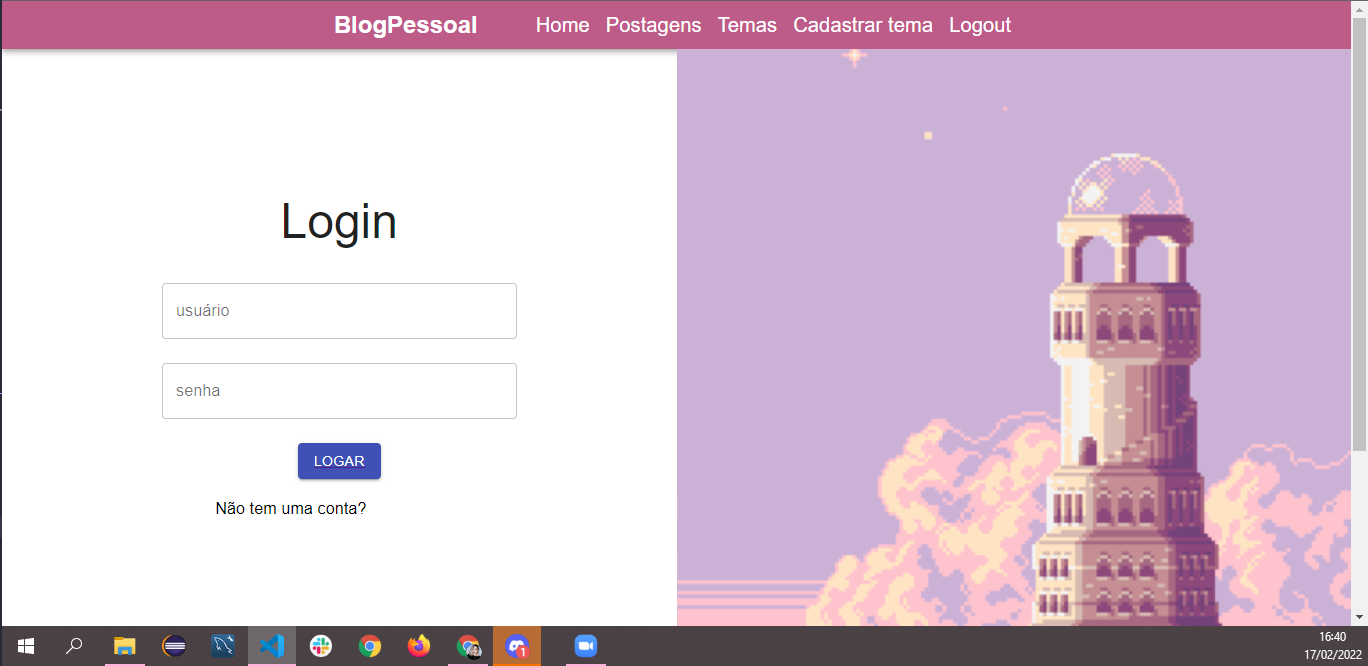 BlogPessoal Home Postagens Temas Cadastrar tema Logout
Login
usuário
senha
LOGAR
Não tem uma conta?
1
16:40
17/02/2022